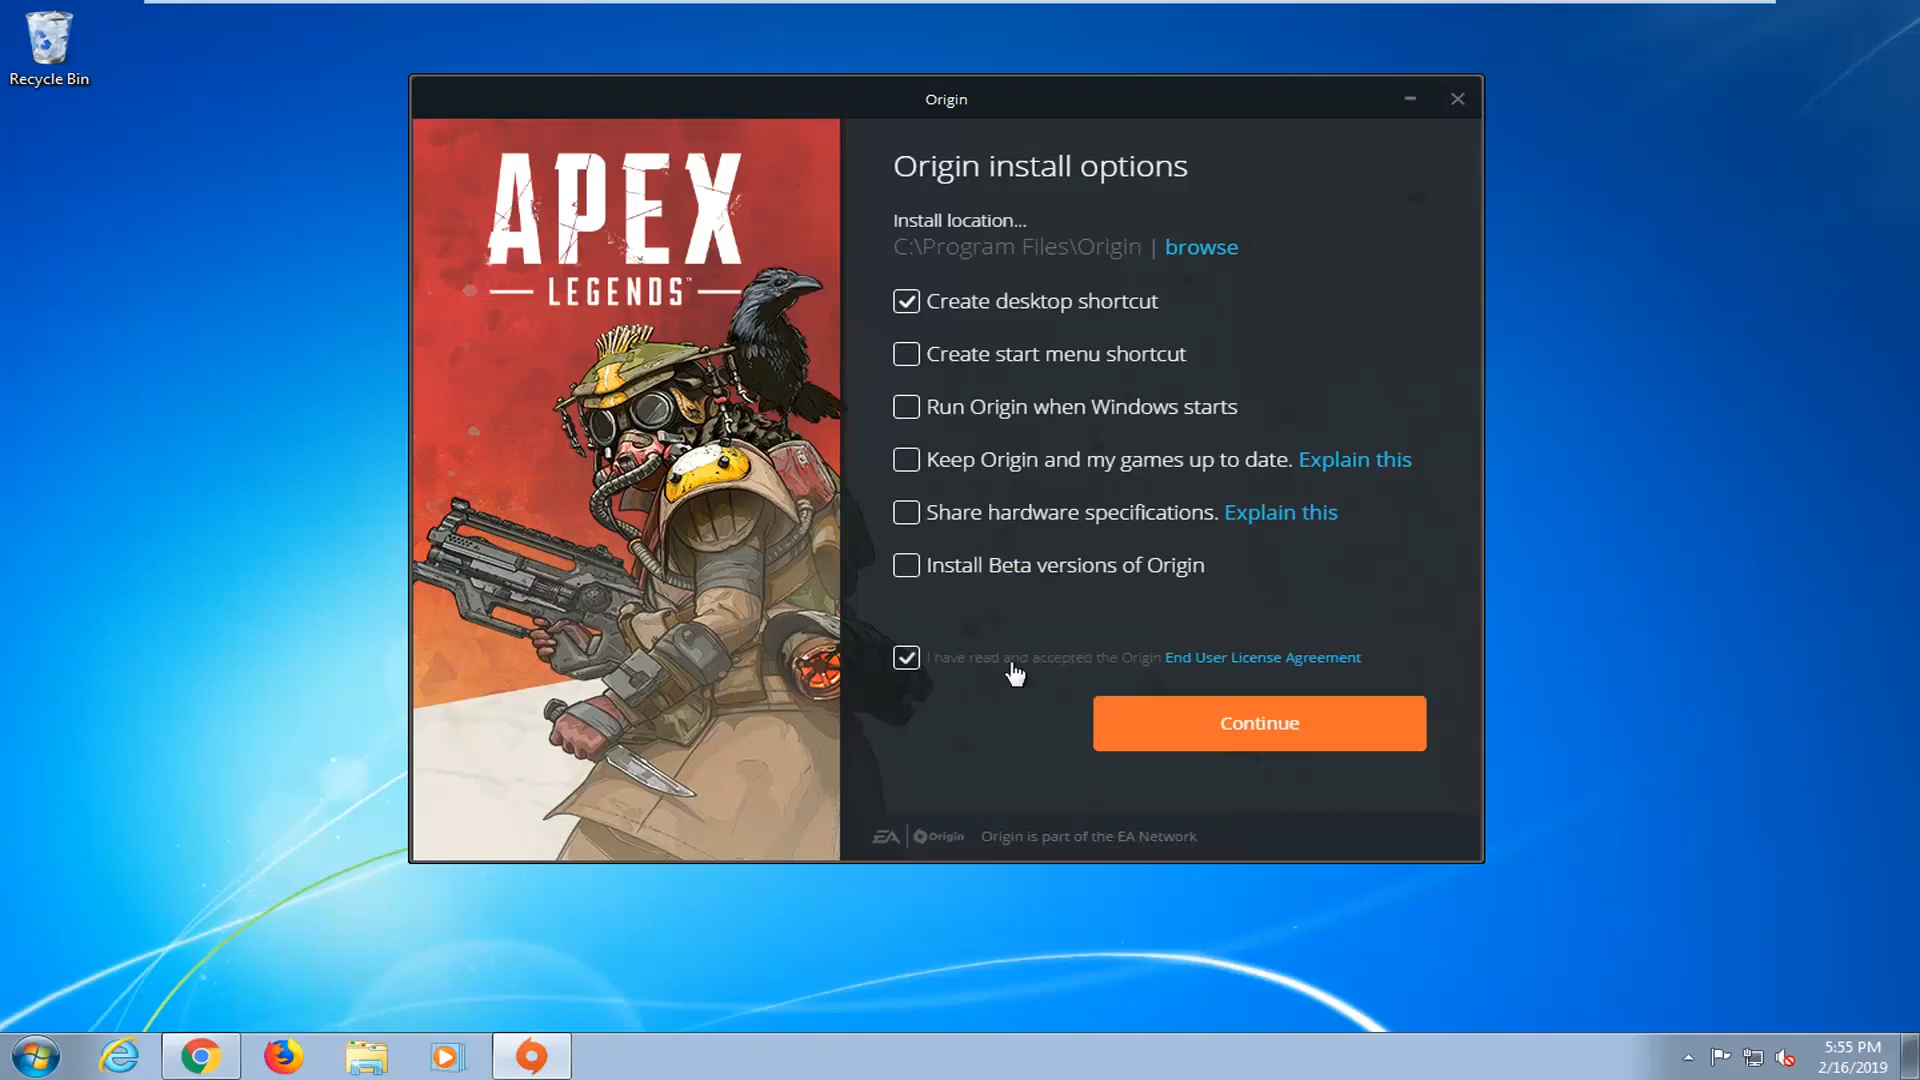 Recycle Bin
Origin
APEX
LEGENDS™
Origin install options
Install location...
C:\Program Files\Origin | browse
Create desktop shortcut
Create start menu shortcut
Run Origin when Windows starts
Keep Origin and my games up to date. Explain this
Share hardware specifications. Explain this
Install Beta versions of Origin
I have read and accepted the Origin End User License Agreement
Continue
EA | Origin Origin is part of the EA Network
5:55 PM
2/16/2019